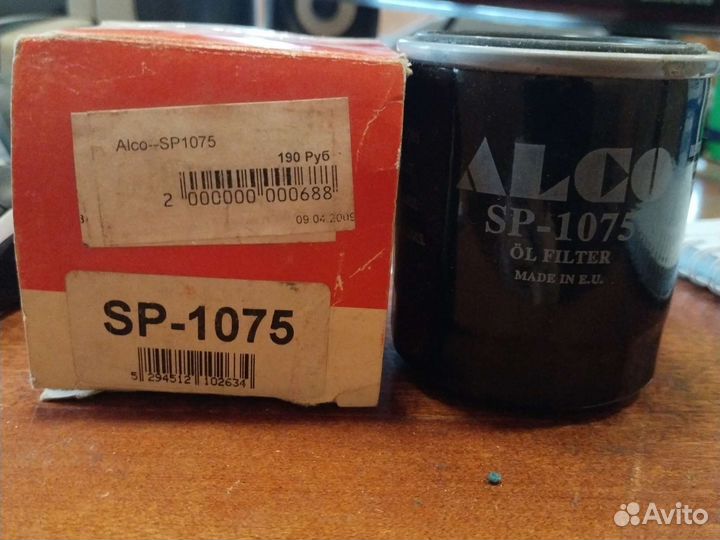 Alco--SP1075
190 Руб
2 000000 000688
09.04.2009
SP-1075
5 294512 102634
ALCO
SP-1075
ÖL FILTER
MADE IN E.U.
Avito